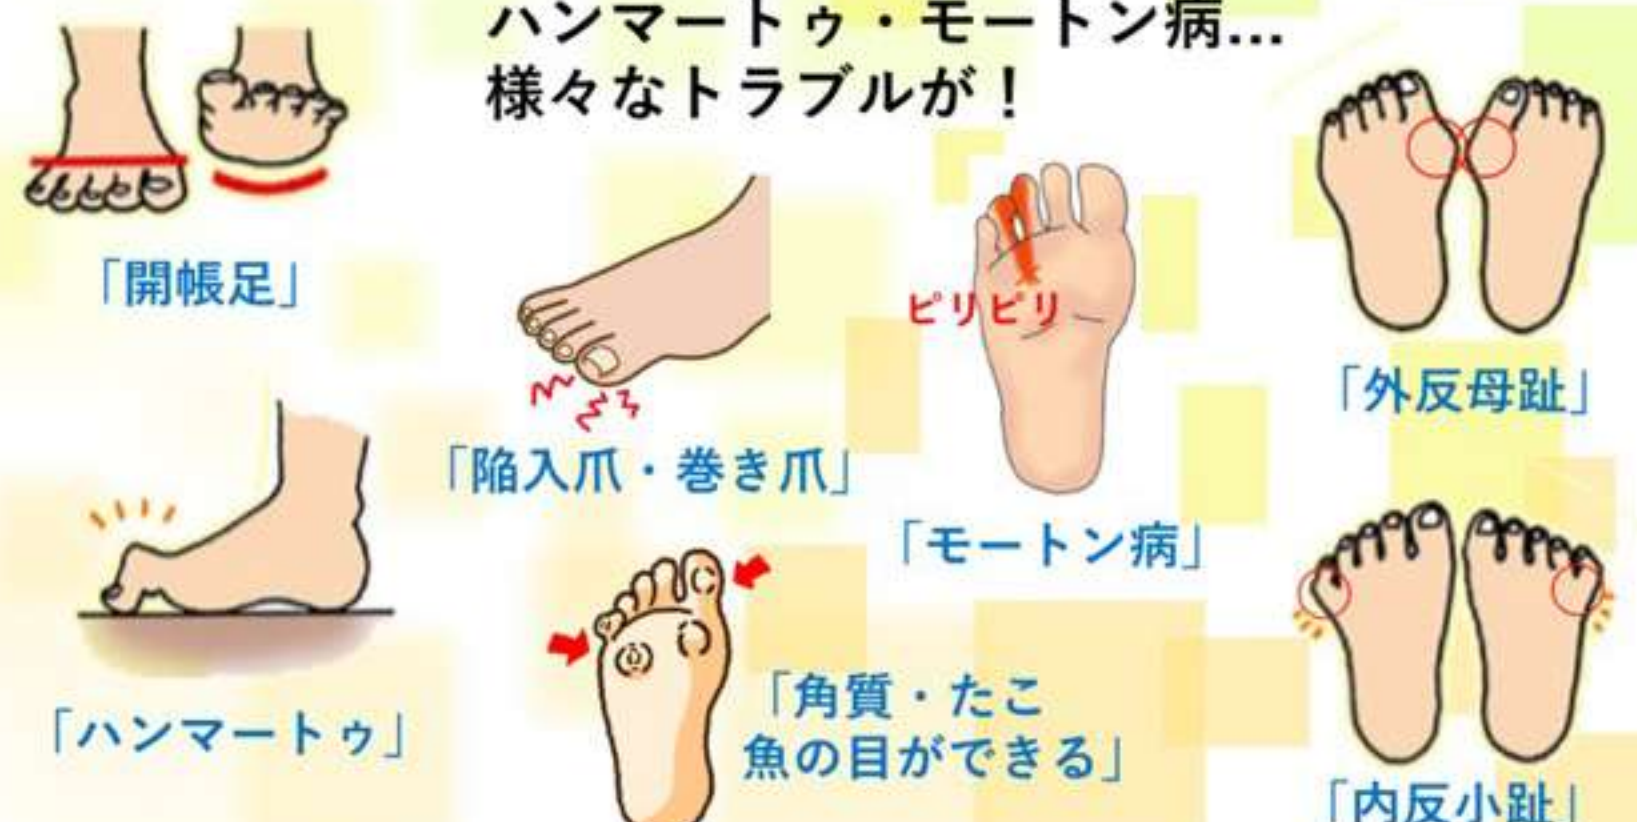 ハンマートゥ・モートン病…
様々なトラブルが！
「開帳足」
ピリピリ
「外反母趾」
「陥入爪・巻き爪」
「モートン病」
「ハンマートゥ」
「角質・たこ
魚の目ができる」
「内反小趾」